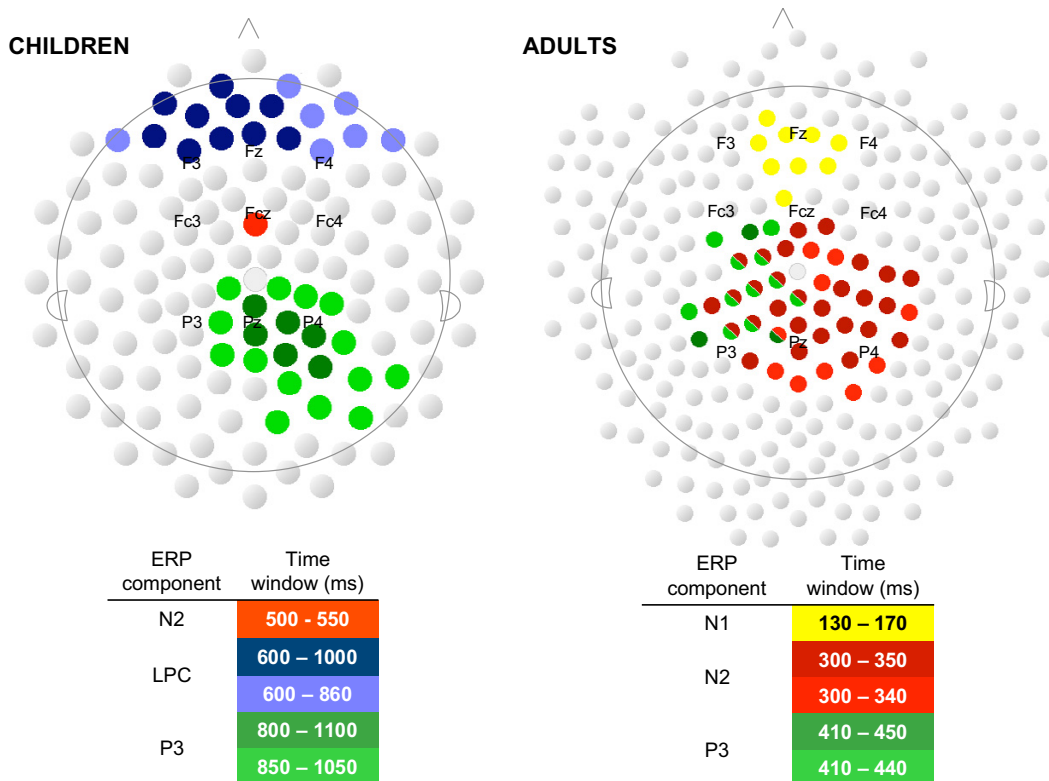 CHILDREN
F3
Fz
F4
Fc3
Fcz
Fc4
P3
Pz
P4
ERP component
Time window (ms)
N2
500 - 550
LPC
600 – 1000
600 – 860
P3
800 – 1100
850 – 1050
ADULTS
F3
Fz
F4
Fc3
Fcz
Fc4
P3
Pz
P4
ERP component
Time window (ms)
N1
130 – 170
N2
300 – 350
300 – 340
P3
410 – 450
410 – 440